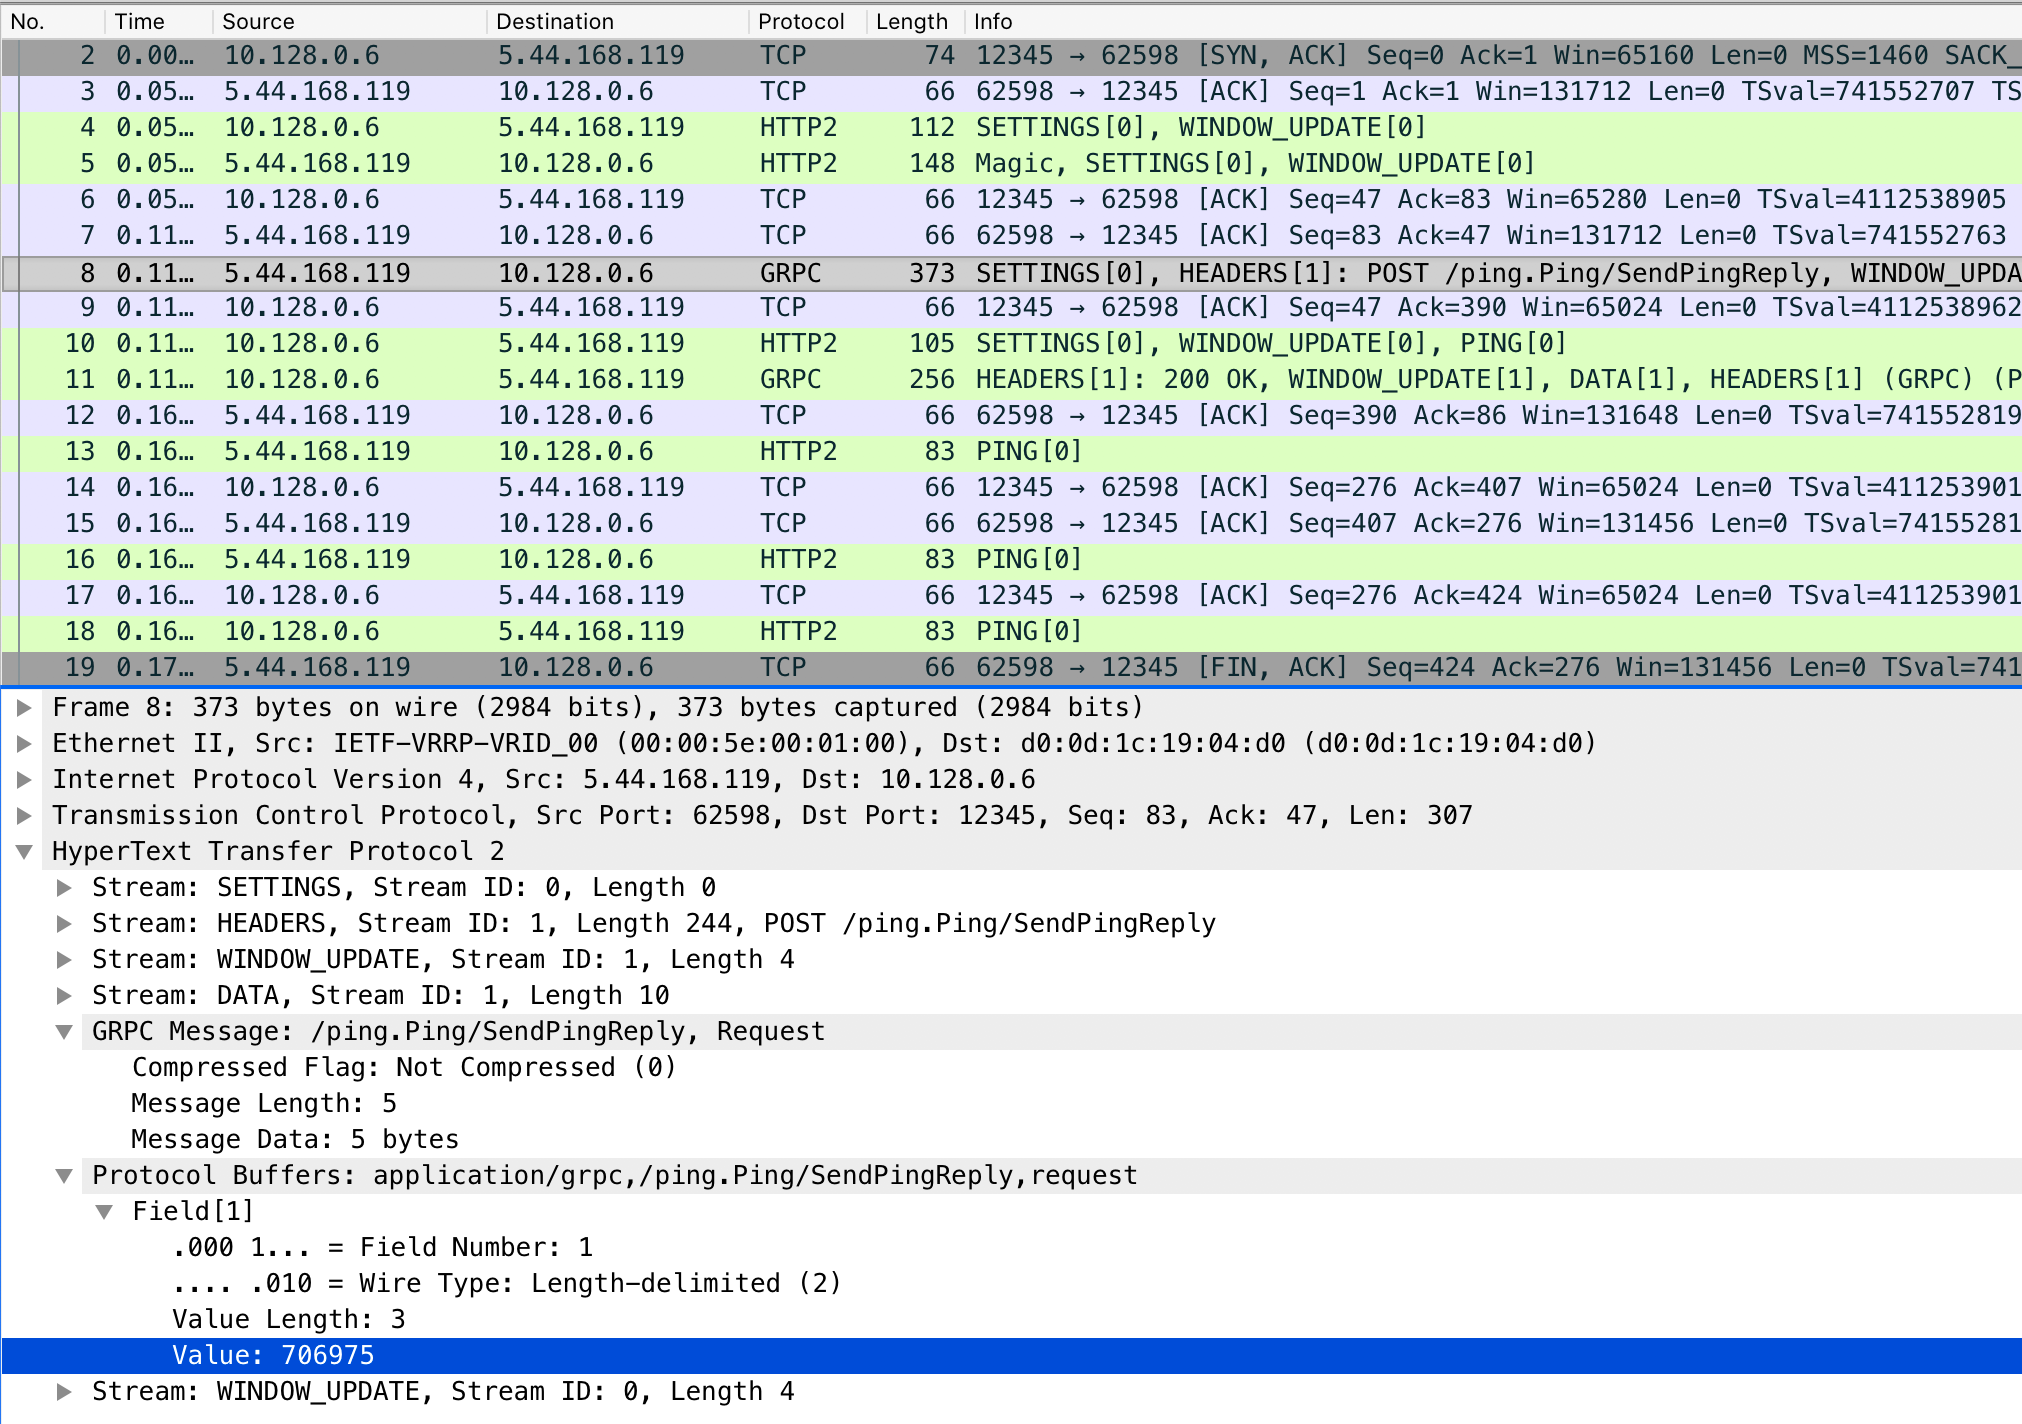 No. Time Source Destination Protocol Length Info
2 0.00… 10.128.0.6 5.44.168.119 TCP 74 12345 → 62598 [SYN, ACK] Seq=0 Ack=1 Win=65160 Len=0 MSS=1460 SACK_
3 0.05… 5.44.168.119 10.128.0.6 TCP 66 62598 → 12345 [ACK] Seq=1 Ack=1 Win=131712 Len=0 TSval=741552707 TS
4 0.05… 10.128.0.6 5.44.168.119 HTTP2 112 SETTINGS[0], WINDOW_UPDATE[0]
5 0.05… 5.44.168.119 10.128.0.6 HTTP2 148 Magic, SETTINGS[0], WINDOW_UPDATE[0]
6 0.05… 10.128.0.6 5.44.168.119 TCP 66 12345 → 62598 [ACK] Seq=47 Ack=83 Win=65280 Len=0 TSval=4112538905
7 0.11… 5.44.168.119 10.128.0.6 TCP 66 62598 → 12345 [ACK] Seq=83 Ack=47 Win=131712 Len=0 TSval=741552763
8 0.11… 5.44.168.119 10.128.0.6 GRPC 373 SETTINGS[0], HEADERS[1]: POST /ping.Ping/SendPingReply, WINDOW_UPDA
9 0.11… 10.128.0.6 5.44.168.119 TCP 66 12345 → 62598 [ACK] Seq=47 Ack=390 Win=65024 Len=0 TSval=4112538962
10 0.11… 10.128.0.6 5.44.168.119 HTTP2 105 SETTINGS[0], WINDOW_UPDATE[0], PING[0]
11 0.11… 10.128.0.6 5.44.168.119 GRPC 256 HEADERS[1]: 200 OK, WINDOW_UPDATE[1], DATA[1], HEADERS[1] (GRPC) (P
12 0.16… 5.44.168.119 10.128.0.6 TCP 66 62598 → 12345 [ACK] Seq=390 Ack=86 Win=131648 Len=0 TSval=741552819
13 0.16… 5.44.168.119 10.128.0.6 HTTP2 83 PING[0]
14 0.16… 10.128.0.6 5.44.168.119 TCP 66 12345 → 62598 [ACK] Seq=276 Ack=407 Win=65024 Len=0 TSval=411253901
15 0.16… 5.44.168.119 10.128.0.6 TCP 66 62598 → 12345 [ACK] Seq=407 Ack=276 Win=131456 Len=0 TSval=74155281
16 0.16… 5.44.168.119 10.128.0.6 HTTP2 83 PING[0]
17 0.16… 10.128.0.6 5.44.168.119 TCP 66 12345 → 62598 [ACK] Seq=276 Ack=424 Win=65024 Len=0 TSval=411253901
18 0.16… 10.128.0.6 5.44.168.119 HTTP2 83 PING[0]
19 0.17… 5.44.168.119 10.128.0.6 TCP 66 62598 → 12345 [FIN, ACK] Seq=424 Ack=276 Win=131456 Len=0 TSval=741
Frame 8: 373 bytes on wire (2984 bits), 373 bytes captured (2984 bits)
Ethernet II, Src: IETF-VRRP-VRID_00 (00:00:5e:00:01:00), Dst: d0:0d:1c:19:04:d0 (d0:0d:1c:19:04:d0)
Internet Protocol Version 4, Src: 5.44.168.119, Dst: 10.128.0.6
Transmission Control Protocol, Src Port: 62598, Dst Port: 12345, Seq: 83, Ack: 47, Len: 307
HyperText Transfer Protocol 2
Stream: SETTINGS, Stream ID: 0, Length 0
Stream: HEADERS, Stream ID: 1, Length 244, POST /ping.Ping/SendPingReply
Stream: WINDOW_UPDATE, Stream ID: 1, Length 4
Stream: DATA, Stream ID: 1, Length 10
GRPC Message: /ping.Ping/SendPingReply, Request
Compressed Flag: Not Compressed (0)
Message Length: 5
Message Data: 5 bytes
Protocol Buffers: application/grpc,/ping.Ping/SendPingReply,request
Field[1]
.000 1... = Field Number: 1
.... .010 = Wire Type: Length-delimited (2)
Value Length: 3
Value: 706975
Stream: WINDOW_UPDATE, Stream ID: 0, Length 4